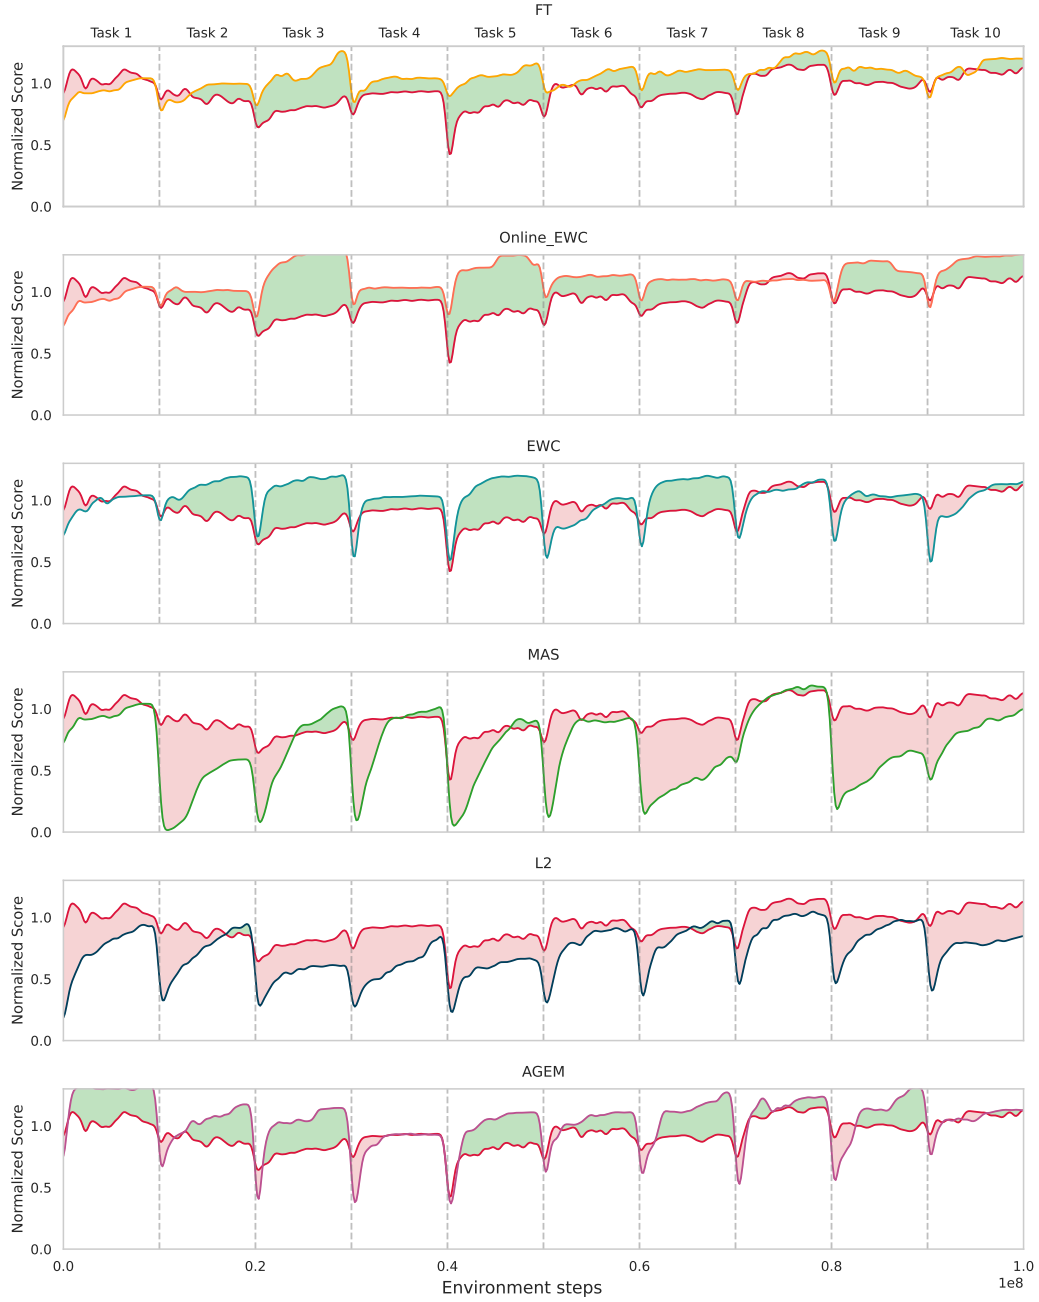 FT
Task 1 Task 2 Task 3 Task 4 Task 5 Task 6 Task 7 Task 8 Task 9 Task 10
Normalized Score
1.0
0.5
0.0
Online_EWC
Normalized Score
1.0
0.5
0.0
EWC
Normalized Score
1.0
0.5
0.0
MAS
Normalized Score
1.0
0.5
0.0
L2
Normalized Score
1.0
0.5
0.0
AGEM
Normalized Score
1.0
0.5
0.0
0.0 0.2 0.4 0.6 0.8 1.0
Environment steps
1e8